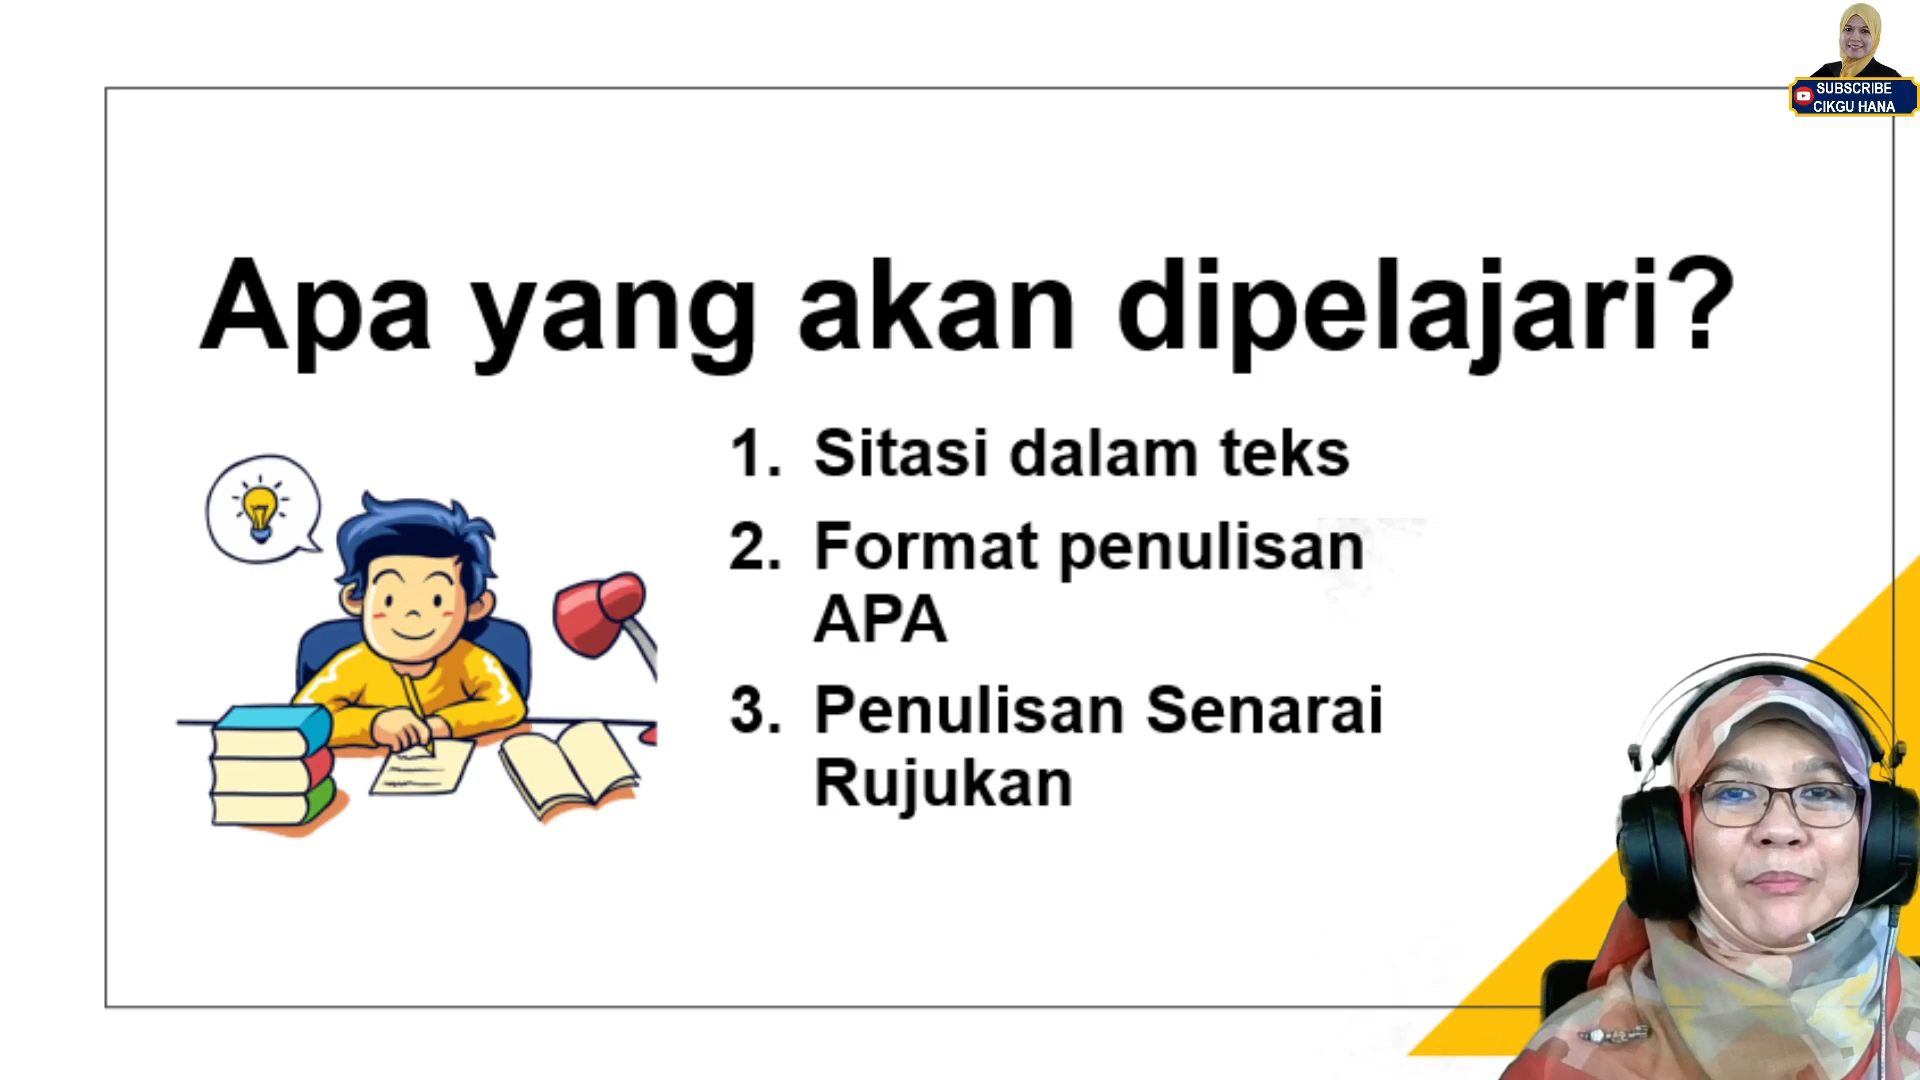 SUBSCRIBE
CIKGU HANA
Apa yang akan dipelajari?
1. Sitasi dalam teks
2. Format penulisan
APA
3. Penulisan Senarai
Rujukan